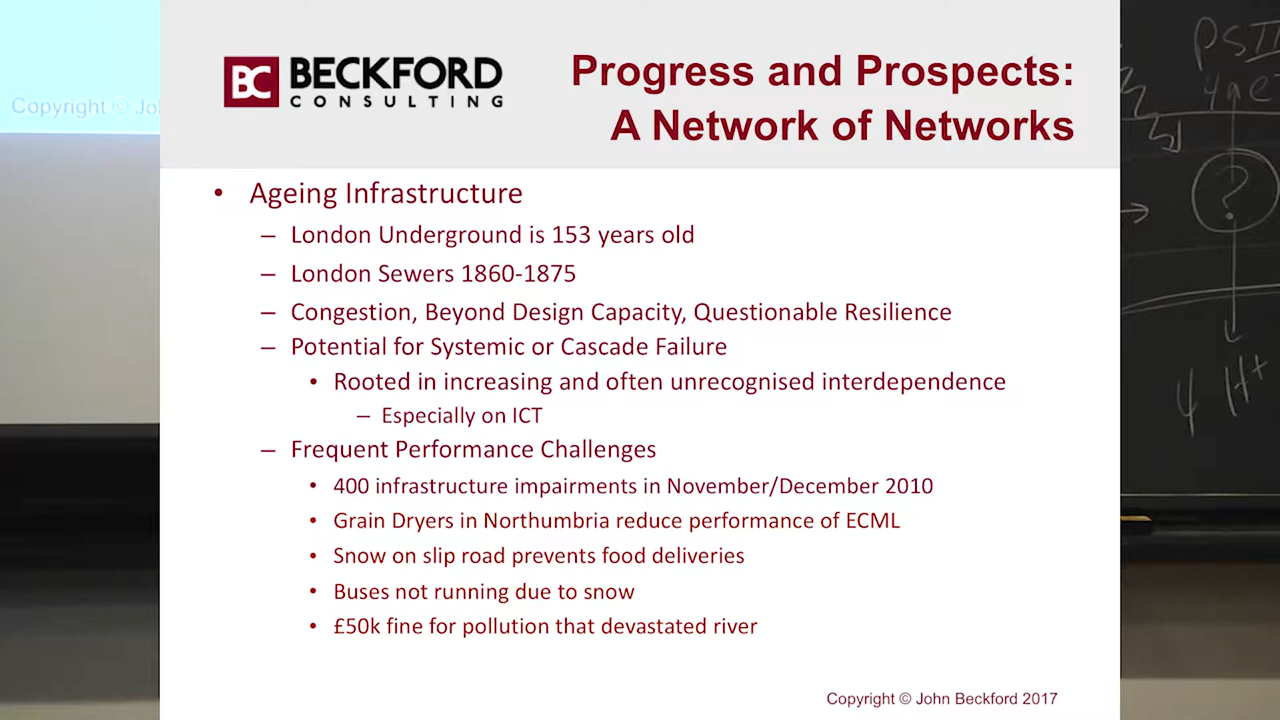 Copyright © Jo
BC BECKFORD
CONSULTING
Progress and Prospects:
A Network of Networks
• Ageing Infrastructure
– London Underground is 153 years old
– London Sewers 1860-1875
– Congestion, Beyond Design Capacity, Questionable Resilience
– Potential for Systemic or Cascade Failure
• Rooted in increasing and often unrecognised interdependence
– Especially on ICT
– Frequent Performance Challenges
• 400 infrastructure impairments in November/December 2010
• Grain Dryers in Northumbria reduce performance of ECML
• Snow on slip road prevents food deliveries
• Buses not running due to snow
• £50k fine for pollution that devastated river
Copyright © John Beckford 2017
PSII
?
4 H+